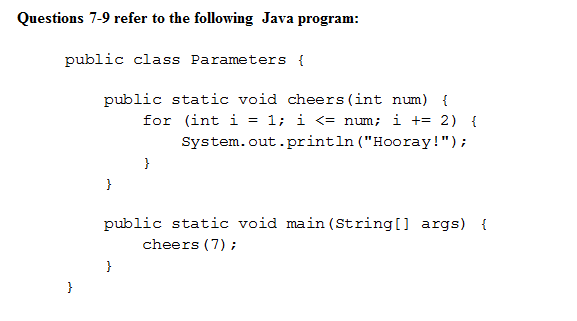 Questions 7-9 refer to the following Java program:
public class Parameters {
public static void cheers(int num) {
for (int i = 1; i <= num; i += 2) {
System.out.println("Hooray!");
}
}
public static void main(String[] args) {
cheers(7);
}
}